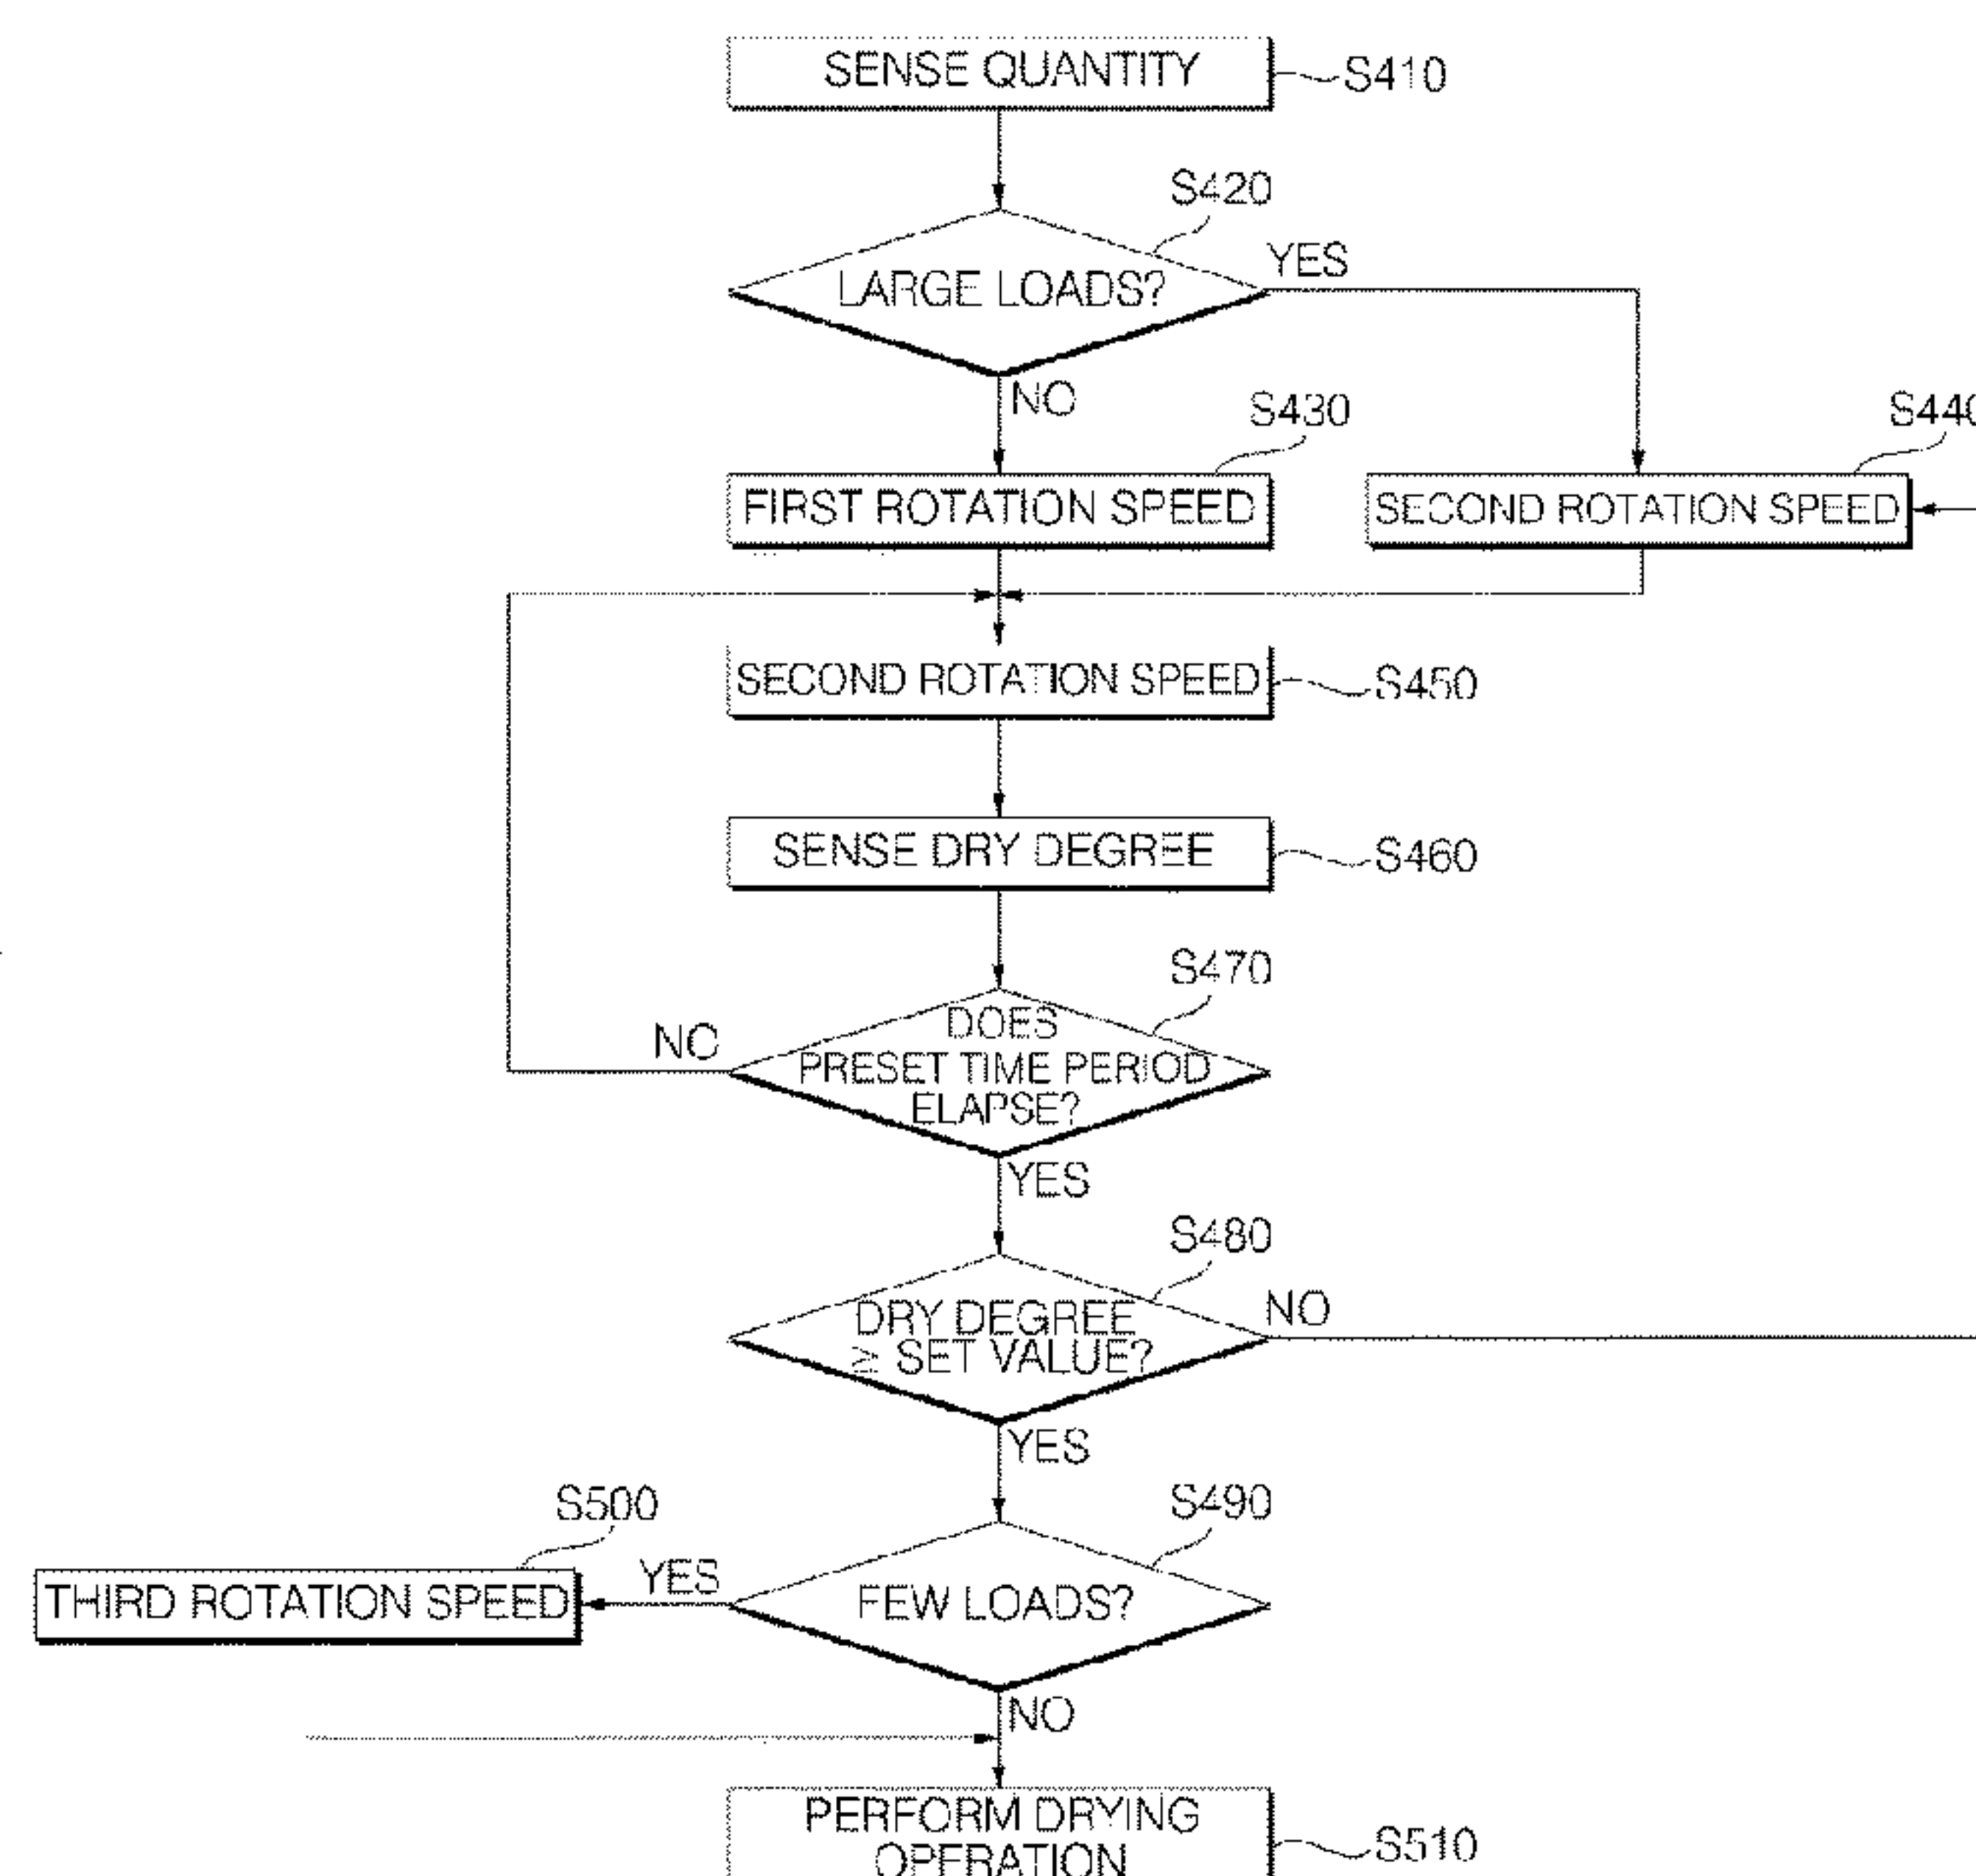 SENSE QUANTITY
S410
S420
LARGE LOADS?
YES
NO
S430
S440
FIRST ROTATION SPEED
SECOND ROTATION SPEED
SECOND ROTATION SPEED
S450
SENSE DRY DEGREE
S460
S470
DOES
PRESET TIME PERIOD
ELAPSE?
NO
YES
S480
DRY DEGREE
≥ SET VALUE?
NO
YES
S500
S490
THIRD ROTATION SPEED
YES
FEW LOADS?
NO
PERFORM DRYING
OPERATION
S510